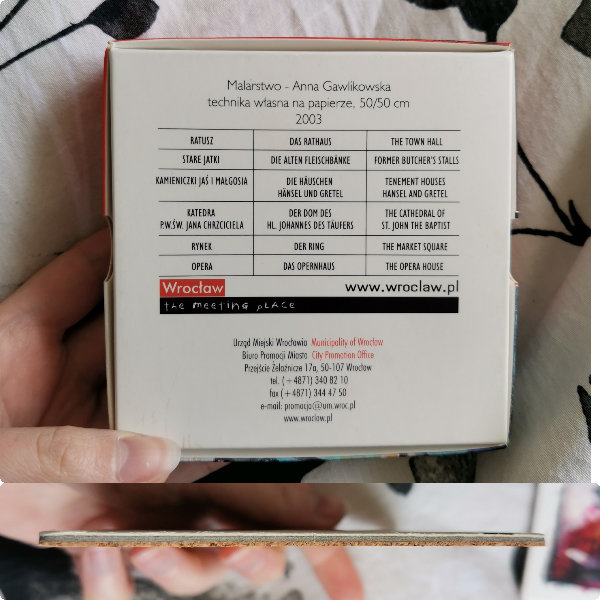 Malarstwo - Anna Gawlikowska
technika własna na papierze, 50/50 cm
2003
RATUSZ DAS RATHAUS THE TOWN HALL
STARE JATKI DIE ALTEN FLEISCHBÄNKE FORMER BUTCHER'S STALLS
KAMIENICZKI JAŚ I MAŁGOSIA DIE HÄUSCHEN TENEMENT HOUSES
HÄNSEL UND GRETEL HANSEL AND GRETEL
KATEDRA DER DOM DES THE CATHEDRAL OF
P.W.ŚW. JANA CHRZCICIELA HL. JOHANNES DES TÄUFERS ST. JOHN THE BAPTIST
RYNEK DER RING THE MARKET SQUARE
OPERA DAS OPERNHAUS THE OPERA HOUSE
Wrocław www.wroclaw.pl
the meeting pLACE
Urząd Miejski Wrocławia Municipality of Wrocław
Biuro Promocji Miasta City Promotion Office
Przejście Żelaźnicze 17a, 50-107 Wrocław
tel. (+4871) 340 82 10
fax (+4871) 344 47 50
e-mail: promocja@um.wroc.pl
www.wroclaw.pl